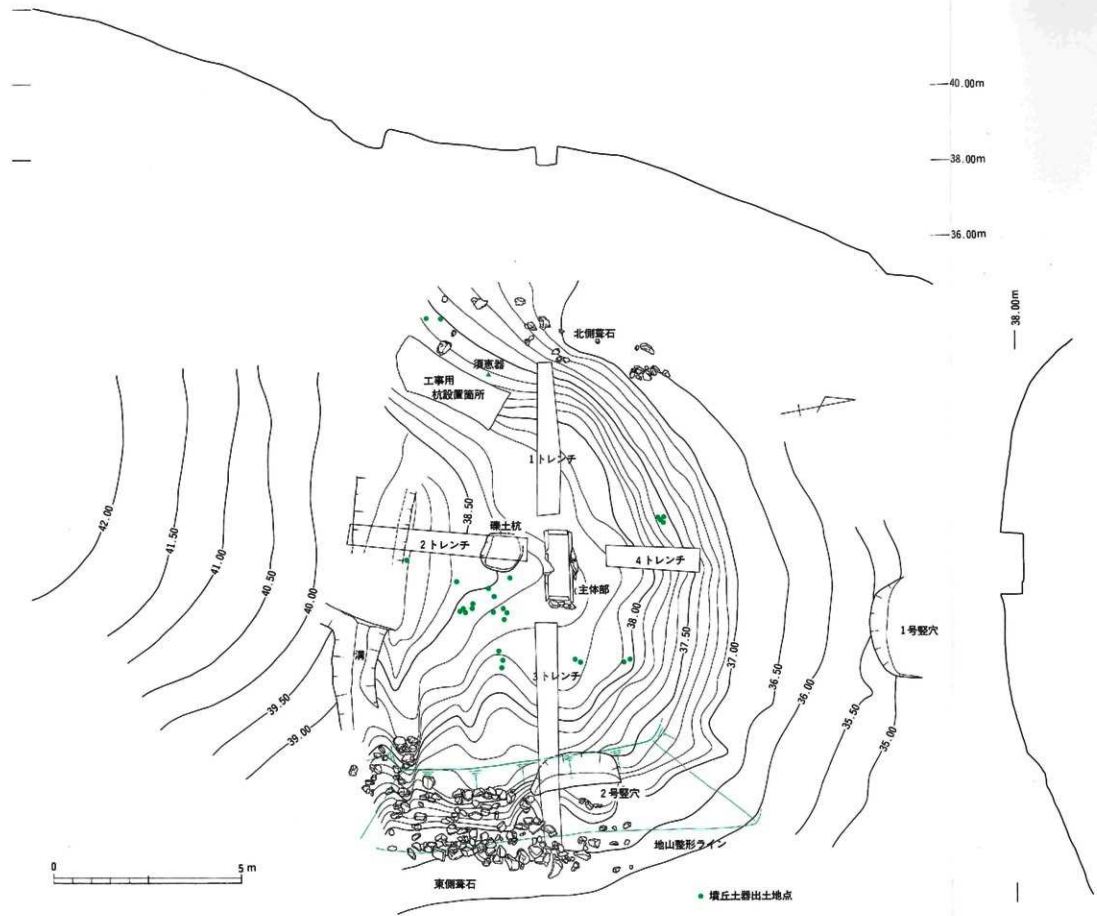 40.00m
38.00m
36.00m
38.00m
北側葺石
須恵器
工事用
杭設置箇所
1トレンチ
38.50
礫土杭
2トレンチ
4トレンチ
主体部
42.00
41.50
41.00
40.50
40.00
39.50
39.00
溝
3トレンチ
38.00
37.50
37.00
36.50
36.00
35.50
35.00
1号竪穴
2号竪穴
地山整形ライン
東側葺石
0
5m
墳丘土器出土地点